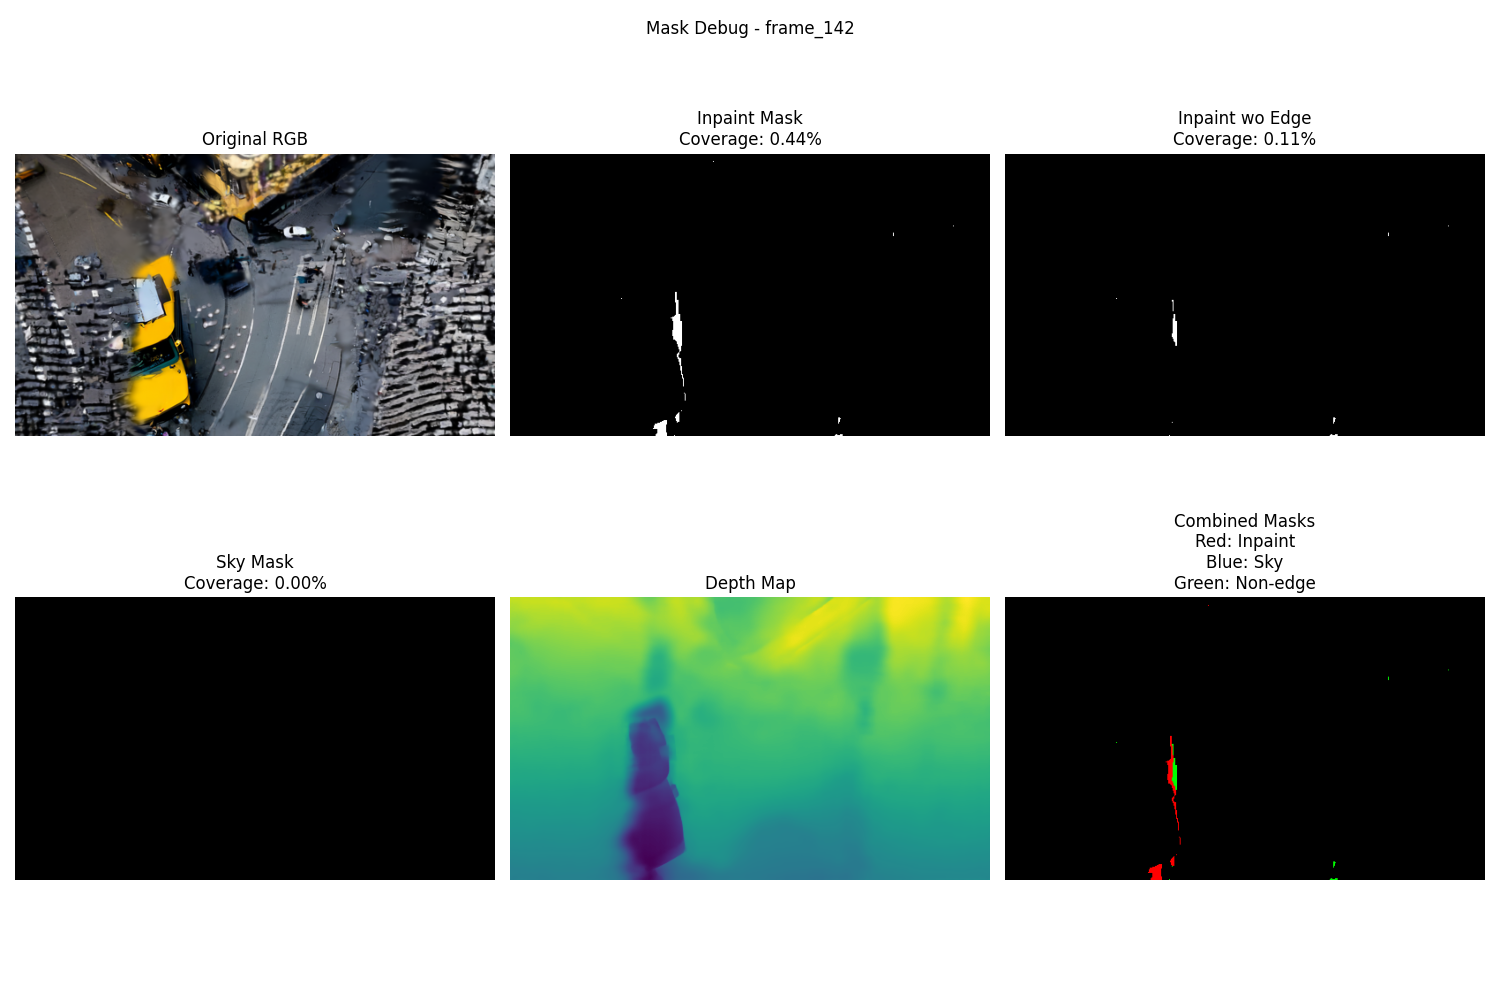 Mask Debug - frame_142
Original RGB
Inpaint Mask
Coverage: 0.44%
Inpaint wo Edge
Coverage: 0.11%
Sky Mask
Coverage: 0.00%
Depth Map
Combined Masks
Red: Inpaint
Blue: Sky
Green: Non-edge